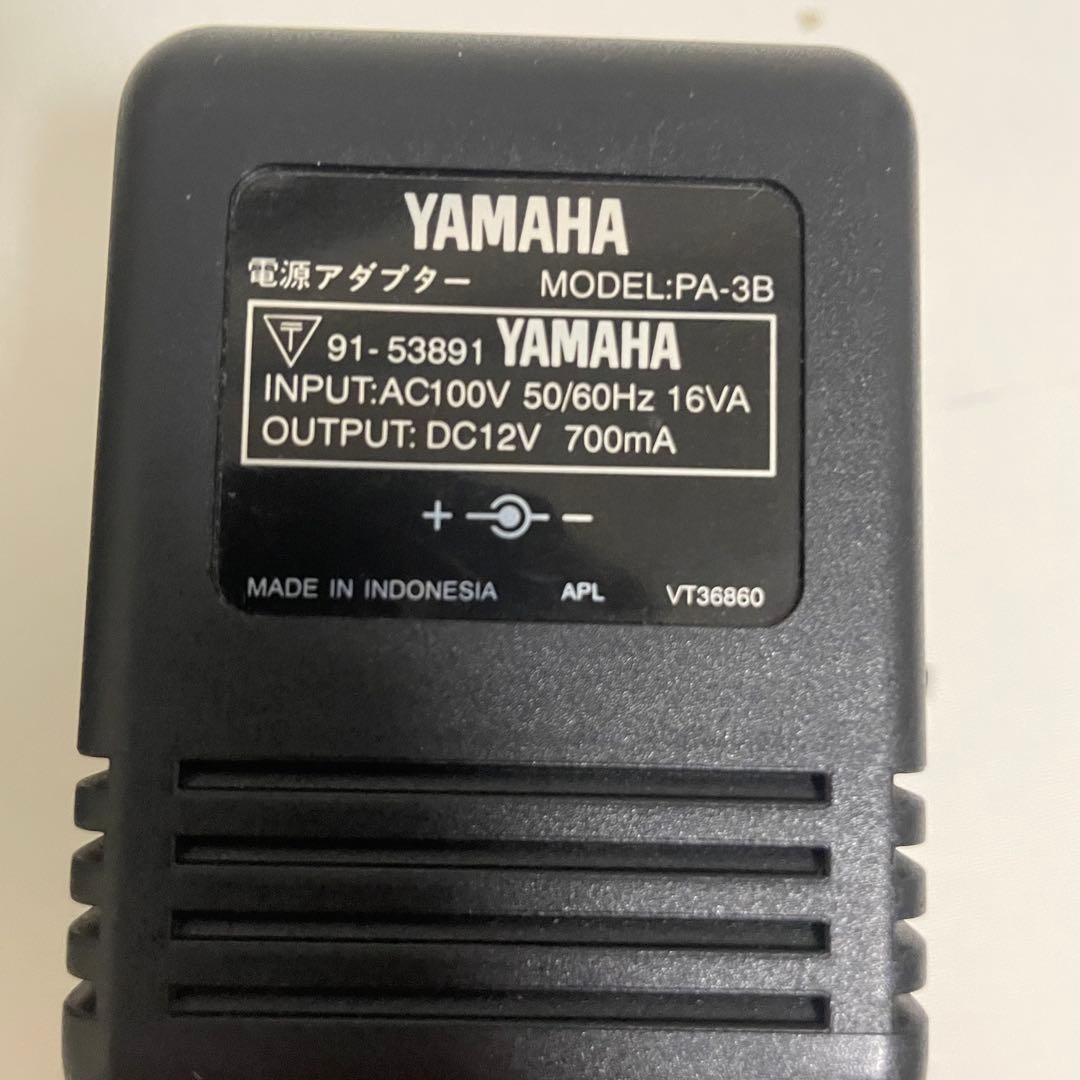 YAMAHA
電源アダプター MODEL:PA-3B
〒 91-53891 YAMAHA
INPUT:AC100V 50/60Hz 16VA
OUTPUT: DC12V 700mA
+ −
MADE IN INDONESIA APL VT36860